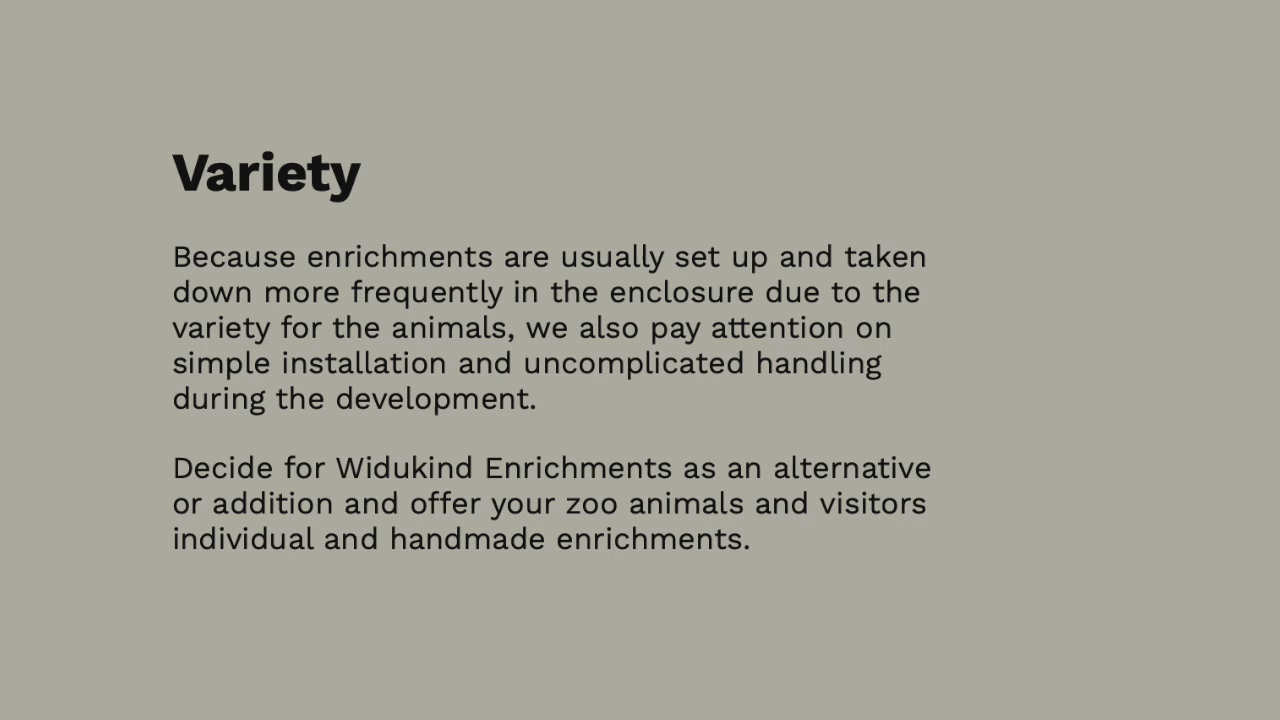 Variety
Because enrichments are usually set up and taken
down more frequently in the enclosure due to the
variety for the animals, we also pay attention on
simple installation and uncomplicated handling
during the development.
Decide for Widukind Enrichments as an alternative
or addition and offer your zoo animals and visitors
individual and handmade enrichments.